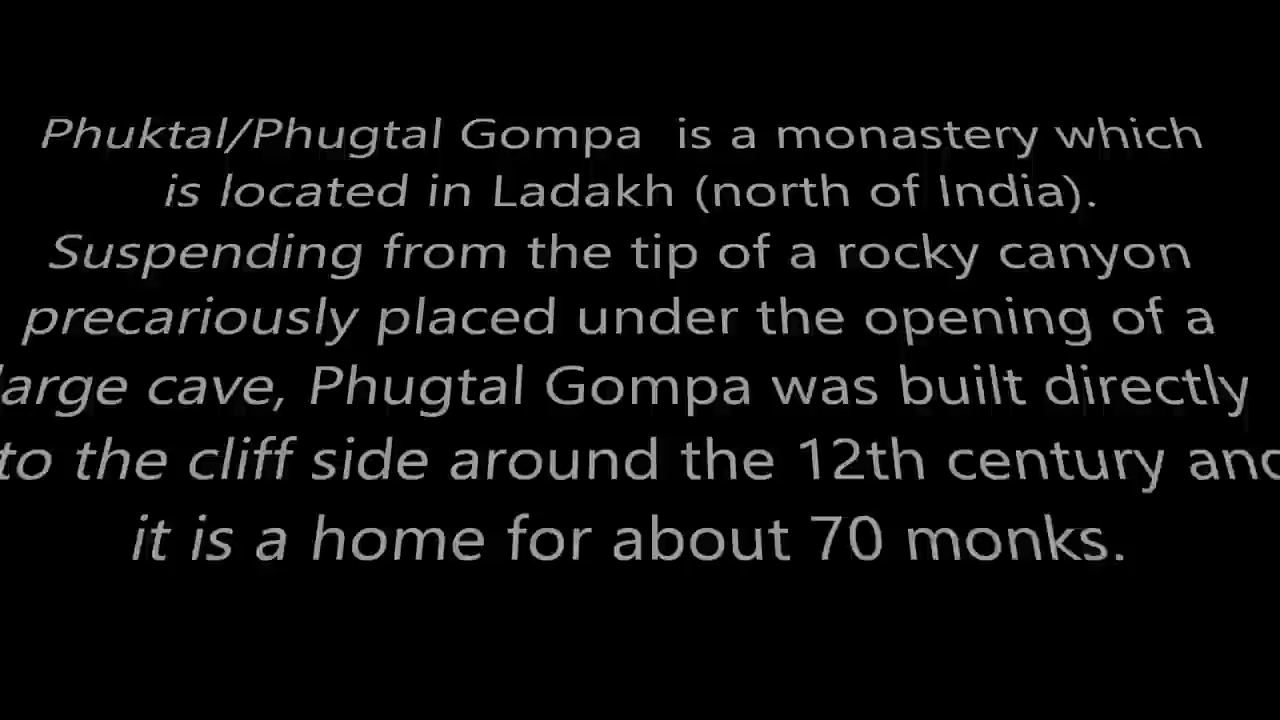 Phuktal/Phugtal Gompa is a monastery which
is located in Ladakh (north of India).
Suspending from the tip of a rocky canyon
precariously placed under the opening of a
large cave, Phugtal Gompa was built directly
to the cliff side around the 12th century and
it is a home for about 70 monks.